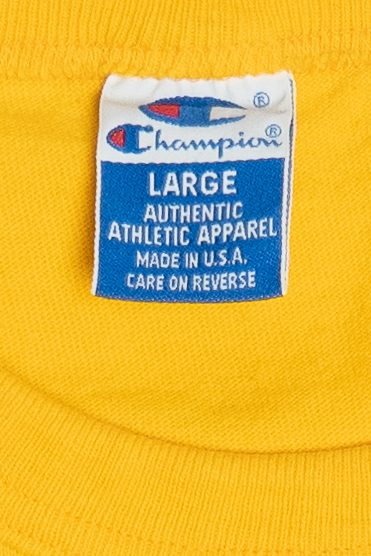 ®
Champion®
LARGE
AUTHENTIC
ATHLETIC APPAREL
MADE IN U.S.A.
CARE ON REVERSE